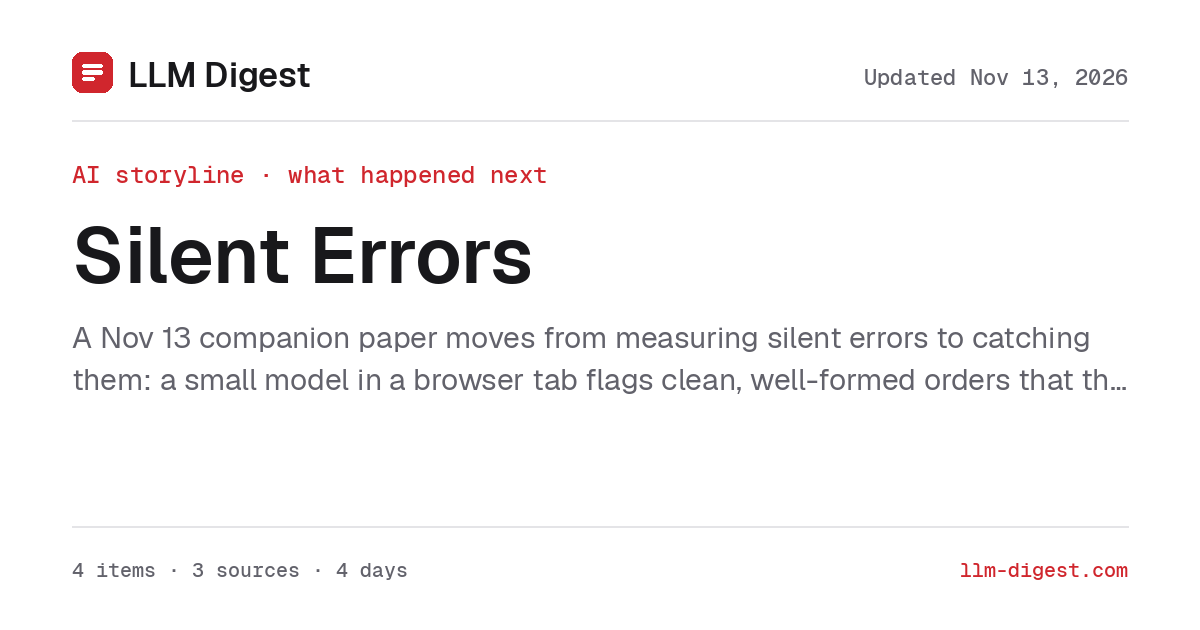 LLM Digest
Updated Nov 13, 2026
AI storyline · what happened next
Silent Errors
A Nov 13 companion paper moves from measuring silent errors to catching
them: a small model in a browser tab flags clean, well-formed orders that th…
4 items · 3 sources · 4 days
llm-digest.com